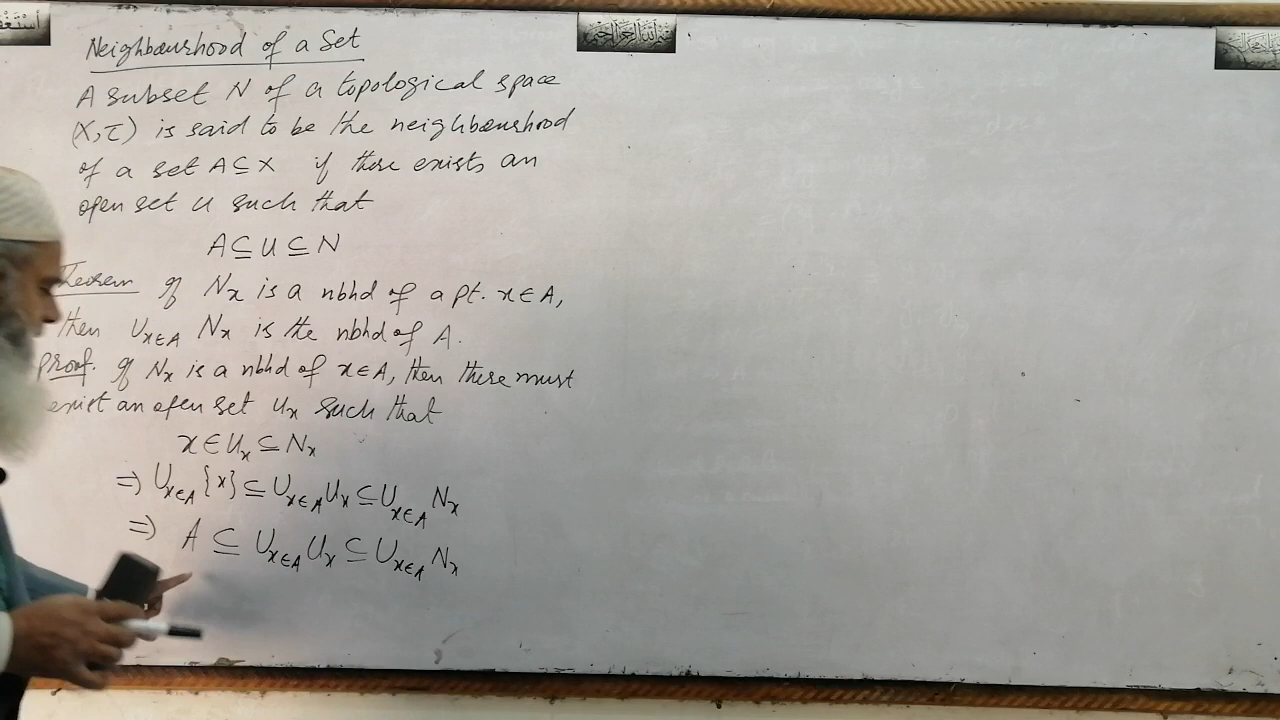 Neighbourhood of a Set
A subset N of a topological space
(X,τ) is said to be the neighbourhood
of a set A⊆X if there exists an
open set U such that
A⊆U⊆N
Theorem If Nx is a nbhd of a pt. x∈A,
then ∪x∈A Nx is the nbhd of A.
Proof. If Nx is a nbhd of x∈A, then there must
exist an open set Ux such that
x∈Ux⊆Nx
⇒ ∪x∈A {x} ⊆ ∪x∈A Ux ⊆ ∪x∈A Nx
⇒ A ⊆ ∪x∈A Ux ⊆ ∪x∈A Nx